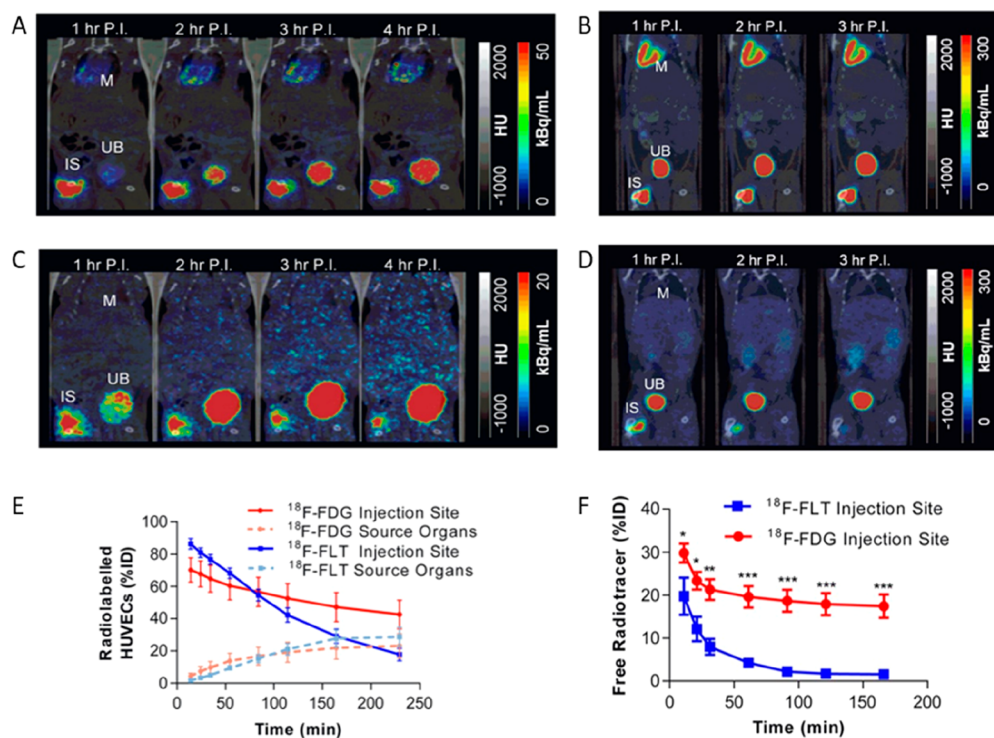 A
1 hr P.I. 2 hr P.I. 3 hr P.I. 4 hr P.I.
M
IS
UB
2000
HU
-1000
50
kBq/mL
0
B
1 hr P.I. 2 hr P.I. 3 hr P.I.
M
UB
IS
2000
HU
-1000
300
kBq/mL
0
C
1 hr P.I. 2 hr P.I. 3 hr P.I. 4 hr P.I.
M
IS
UB
2000
HU
-1000
20
kBq/mL
0
D
1 hr P.I. 2 hr P.I. 3 hr P.I.
M
UB
IS
2000
HU
-1000
300
kBq/mL
0
E
¹⁸F-FDG Injection Site
¹⁸F-FDG Source Organs
¹⁸F-FLT Injection Site
¹⁸F-FLT Source Organs
Radiolabelled
HUVECs (%ID)
100
80
60
40
20
0
0 50 100 150 200 250
Time (min)
F
¹⁸F-FLT Injection Site
¹⁸F-FDG Injection Site
Free Radiotracer (%ID)
40
30
20
10
0
* * ** *** *** *** ***
0 50 100 150 200
Time (min)